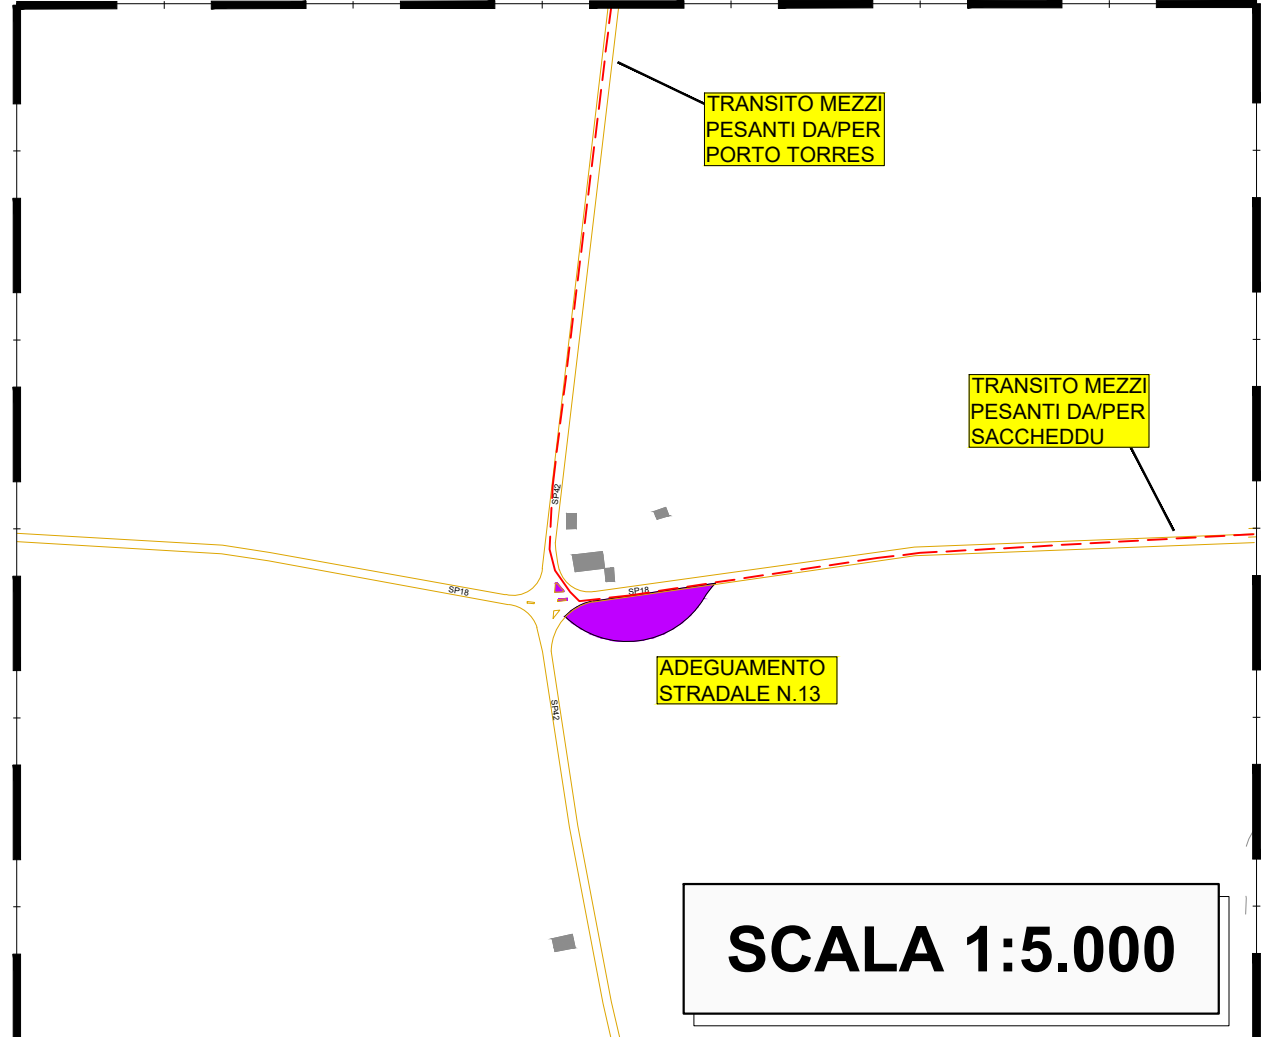 TRANSITO MEZZI
PESANTI DA/PER
PORTO TORRES
TRANSITO MEZZI
PESANTI DA/PER
SACCHEDDU
SP42
SP18
SP18
ADEGUAMENTO
STRADALE N.13
SP42
SCALA 1:5.000